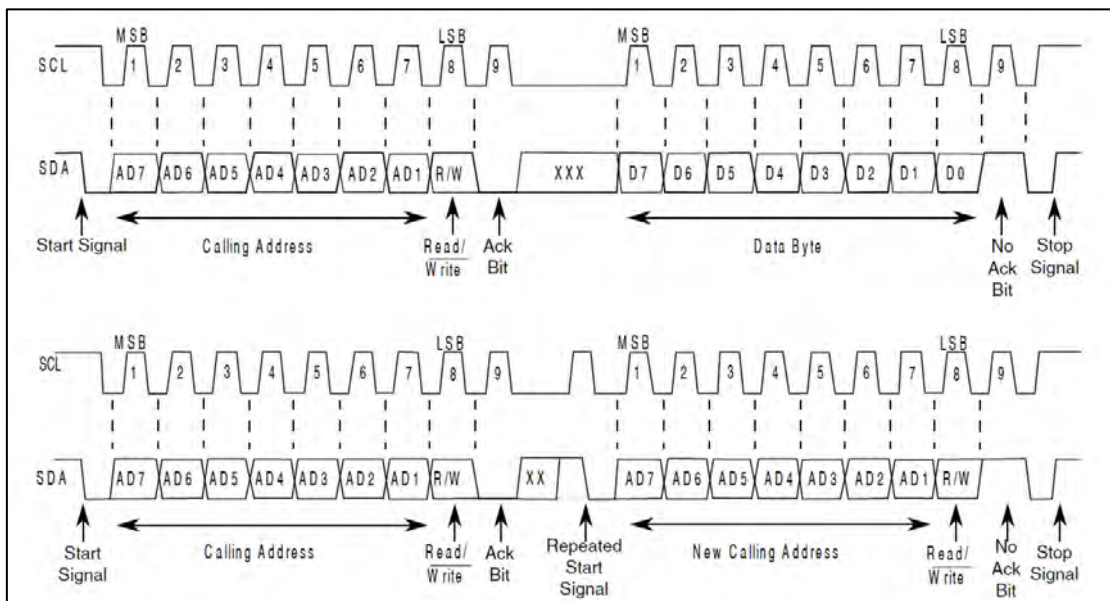 MSB LSB MSB LSB
SCL 1 2 3 4 5 6 7 8 9 1 2 3 4 5 6 7 8 9
SDA AD7 AD6 AD5 AD4 AD3 AD2 AD1 R/W XXX D7 D6 D5 D4 D3 D2 D1 D0
Start Signal Calling Address Read/ Ack Data Byte No Stop
Write Bit Ack Signal
Bit
MSB LSB MSB LSB
SCL 1 2 3 4 5 6 7 8 9 1 2 3 4 5 6 7 8 9
SDA AD7 AD6 AD5 AD4 AD3 AD2 AD1 R/W XX AD7 AD6 AD5 AD4 AD3 AD2 AD1 R/W
Start Calling Address Read/ Ack Repeated New Calling Address Read/ No Stop
Signal Write Bit Start Write Ack Signal
Signal Bit